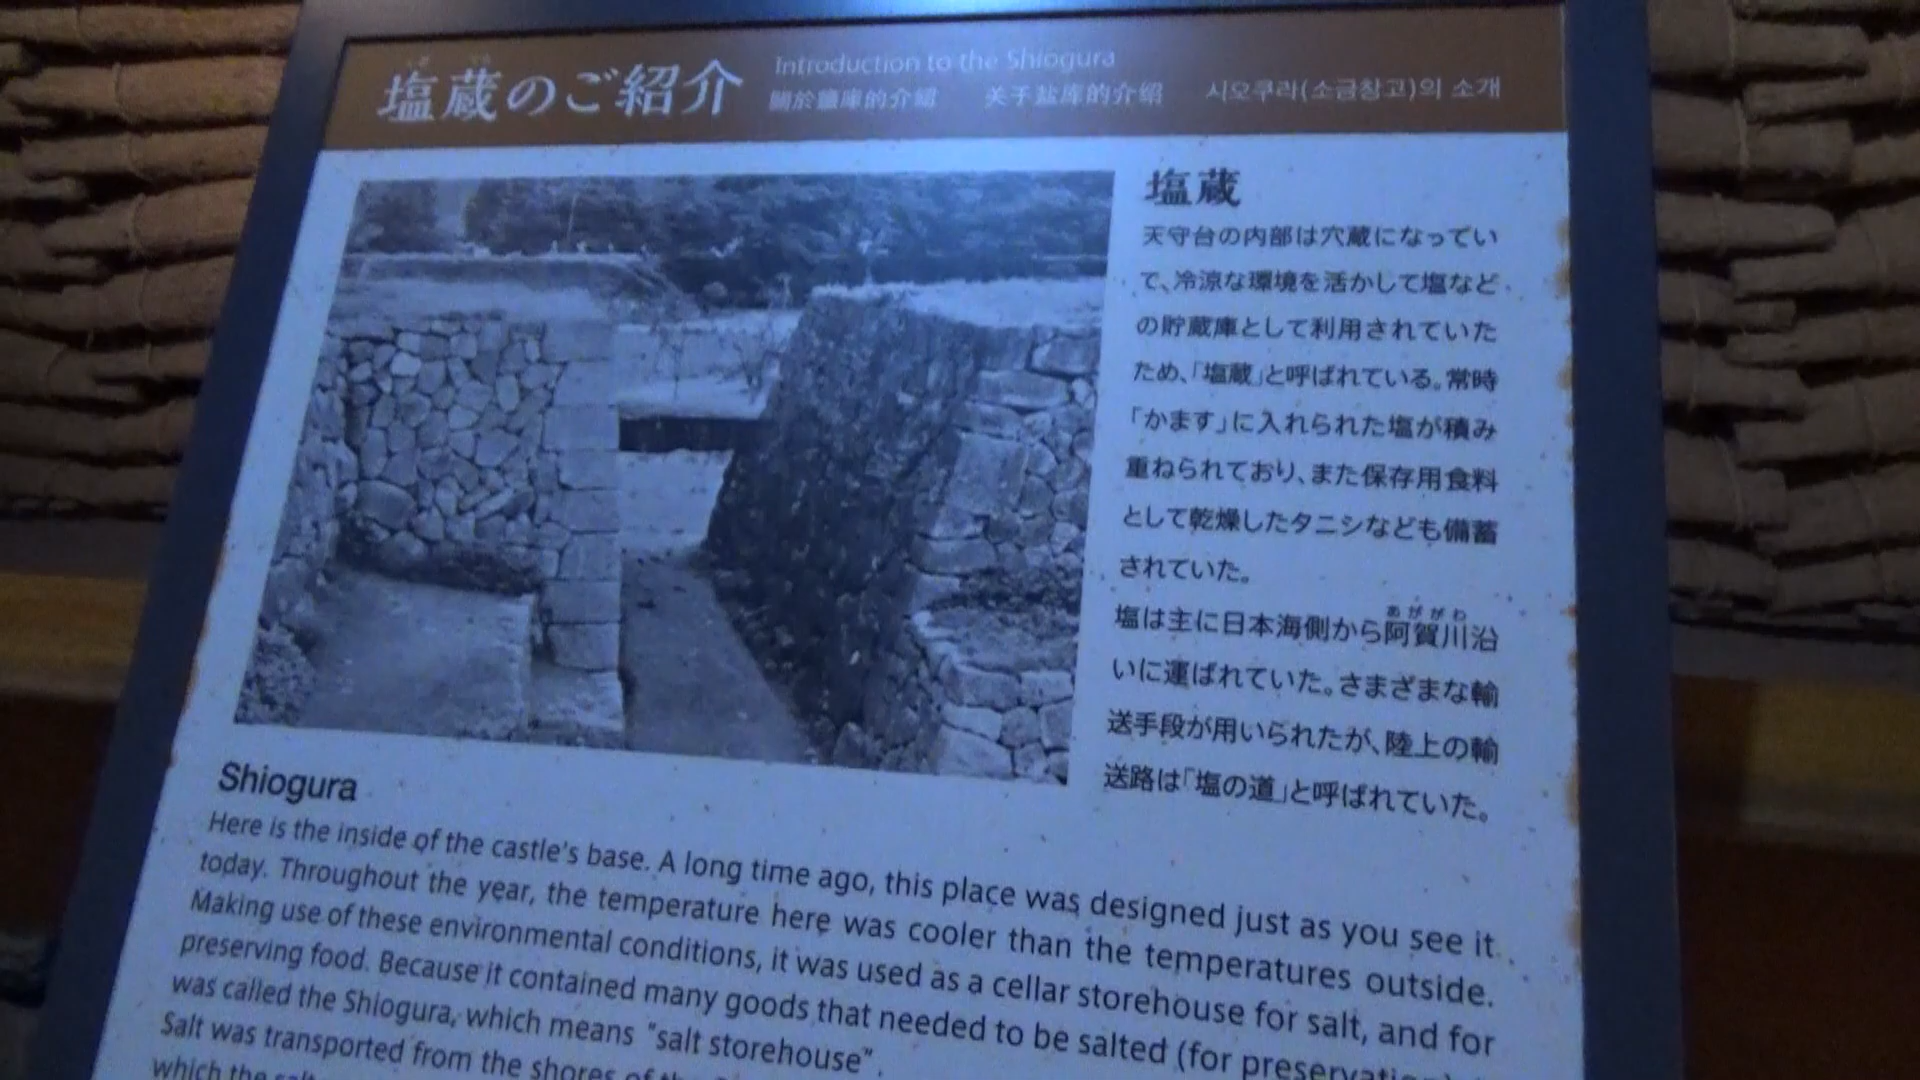 塩蔵のご紹介
Introduction to the Shiogura
關於鹽庫的介紹 关于盐库的介绍 시오쿠라(소금창고)의 소개
塩蔵
天守台の内部は穴蔵になってい
て、冷涼な環境を活かして塩など
の貯蔵庫として利用されていた
ため、「塩蔵」と呼ばれている。常時
「かます」に入れられた塩が積み
重ねられており、また保存用食料
として乾燥したタニシなども備蓄
されていた。
塩は主に日本海側から阿賀川沿
あががわ
いに運ばれていた。さまざまな輸
送手段が用いられたが、陸上の輸
送路は「塩の道」と呼ばれていた。
Shiogura
Here is the inside of the castle's base. A long time ago, this place was designed just as you see it
today. Throughout the year, the temperature here was cooler than the temperatures outside.
Making use of these environmental conditions, it was used as a cellar storehouse for salt, and for
preserving food. Because it contained many goods that needed to be salted (for preservation)
was called the Shiogura, which means "salt storehouse".
Salt was transported from the shores of
which the